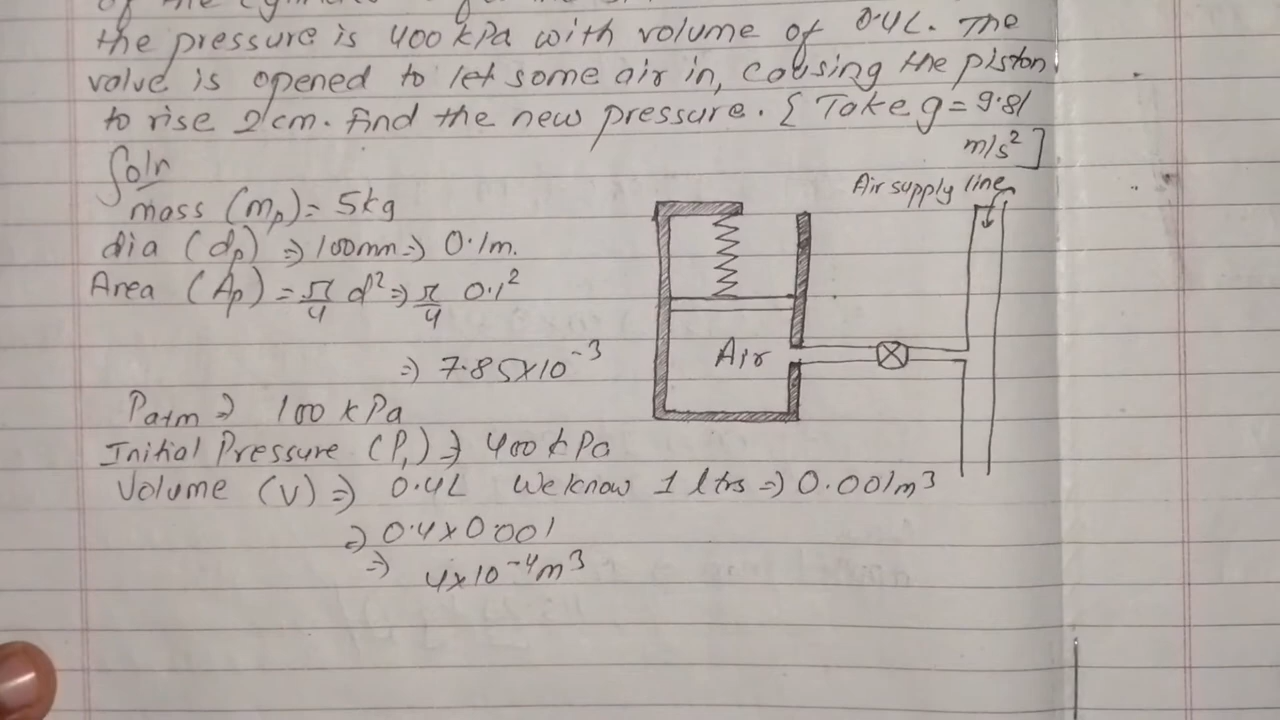 of the
the pressure is 400 kPa with volume of 0.4L. The
valve is opened to let some air in, causing the piston
to rise 2 cm. Find the new pressure. [ Take g = 9.81
m/s² ]
Soln
Air supply line
mass (mp) = 5kg
dia (dp) ⇒ 100mm ⇒ 0.1m.
Area (Ap) = π/4 d² ⇒ π/4 0.1²
⇒ 7.85×10⁻³
Air
Patm ⇒ 100 kPa
Initial Pressure (P₁) ⇒ 400 kPa
Volume (V) ⇒ 0.4L We know 1 ltrs ⇒ 0.001m³
⇒ 0.4×0.001
⇒ 4×10⁻⁴m³